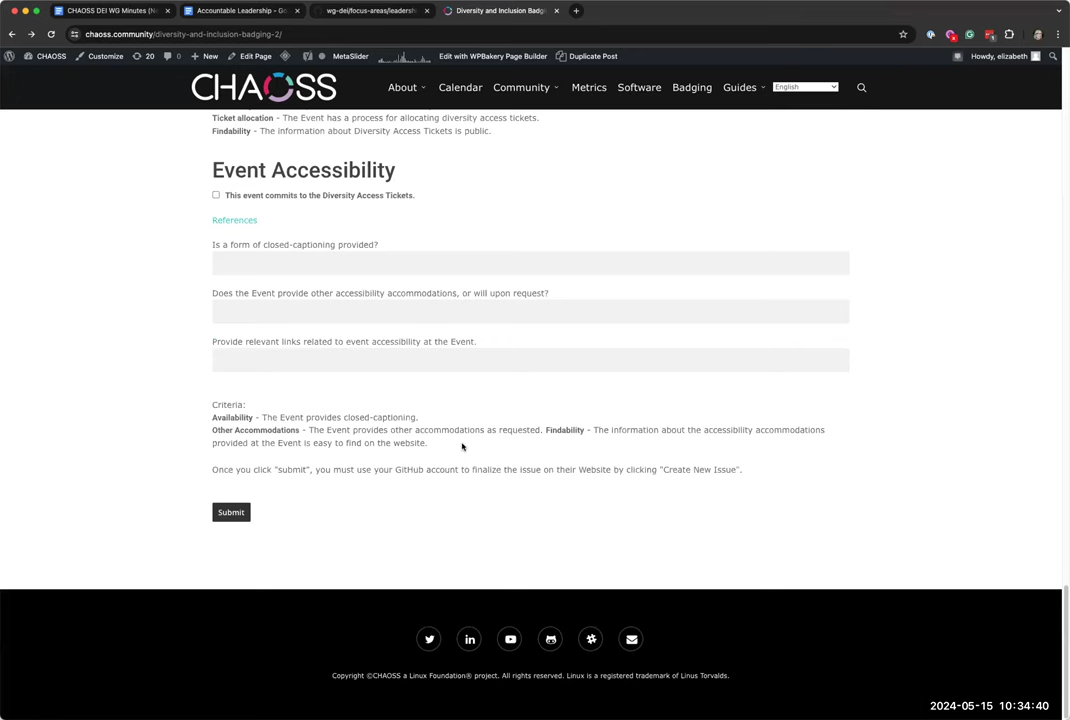 CHAOSS DEI WG Minutes (Ne
Accountable Leadership - Go
wg-dei/focus-areas/leadersh
Diversity and Inclusion Badg
chaoss.community/diversity-and-inclusion-badging-2/
CHAOSS
Customize
20
0
New
Edit Page
MetaSlider
Edit with WPBakery Page Builder
Duplicate Post
Howdy, elizabeth
CHAOSS
About
Calendar
Community
Metrics
Software
Badging
Guides
English
Ticket allocation - The Event has a process for allocating diversity access tickets.
Findability - The information about Diversity Access Tickets is public.
Event Accessibility
This event commits to the Diversity Access Tickets.
References
Is a form of closed-captioning provided?
Does the Event provide other accessibility accommodations, or will upon request?
Provide relevant links related to event accessibility at the Event.
Criteria:
Availability - The Event provides closed-captioning.
Other Accommodations - The Event provides other accommodations as requested. Findability - The information about the accessibility accommodations
provided at the Event is easy to find on the website.
Once you click "submit", you must use your GitHub account to finalize the issue on their Website by clicking "Create New Issue".
Submit
Copyright ©CHAOSS a Linux Foundation® project. All rights reserved. Linux is a registered trademark of Linus Torvalds.
2024-05-15 10:34:40